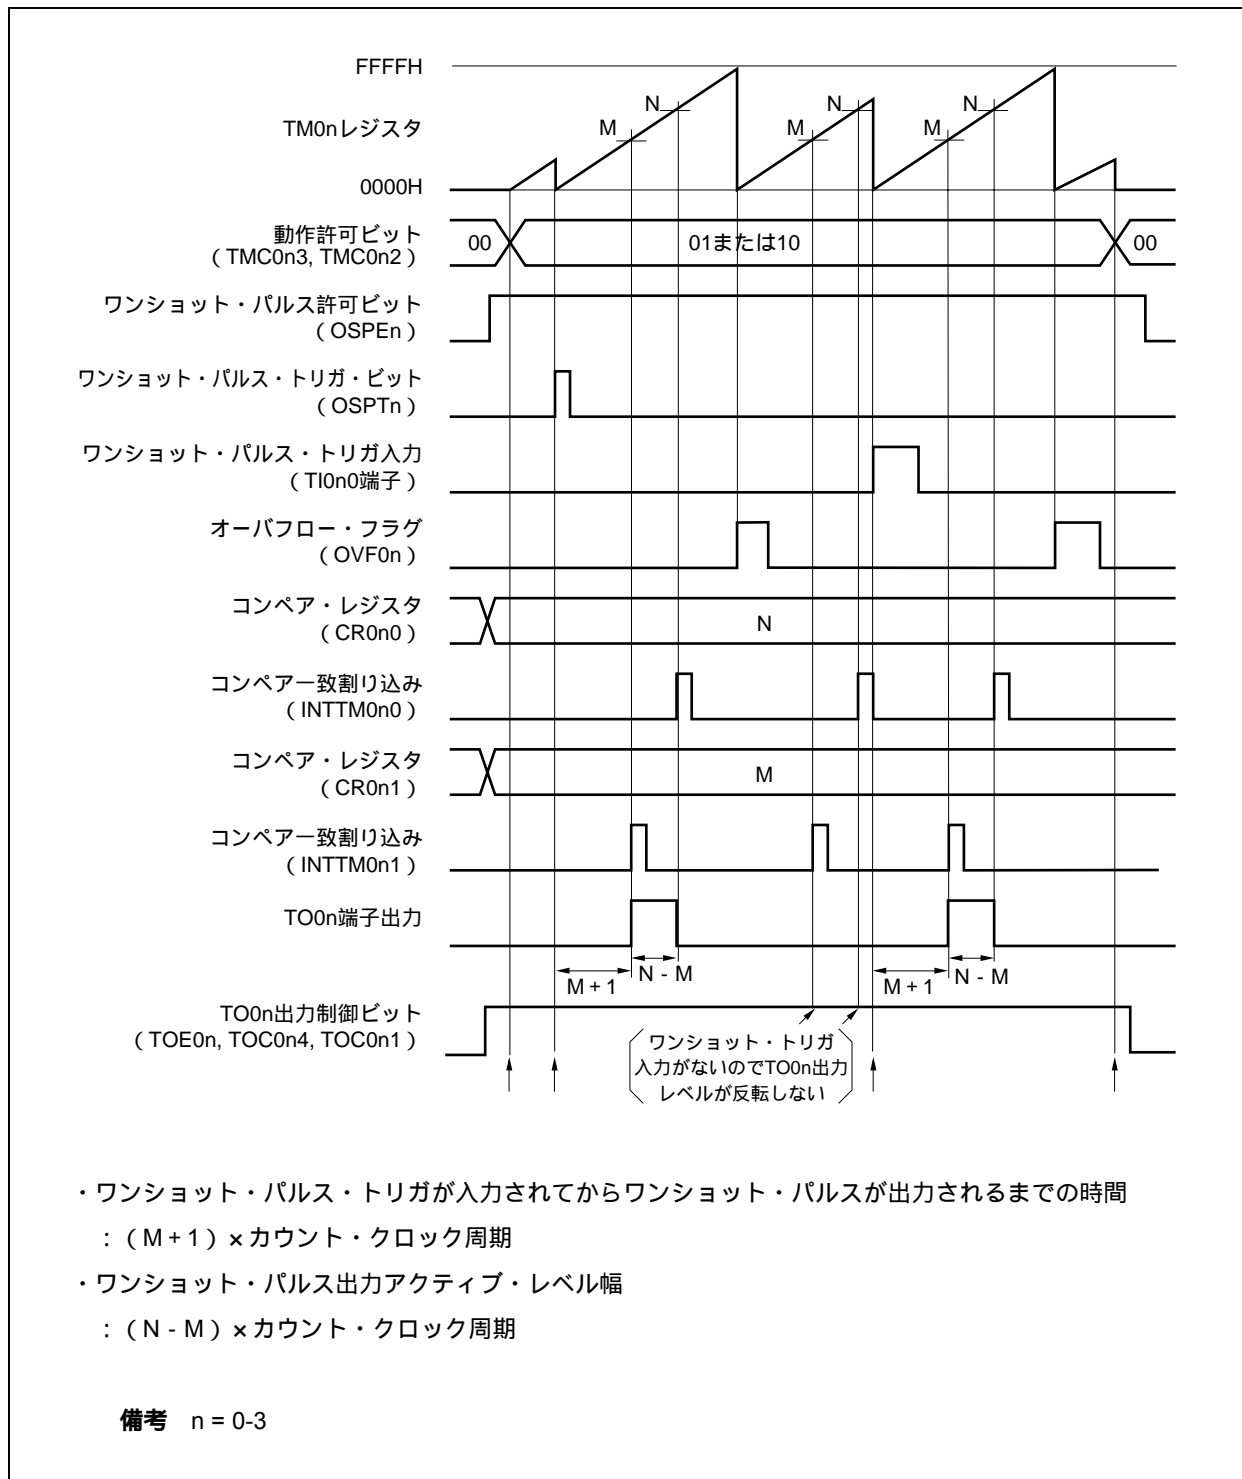 FFFFH
N
N
N
TM0nレジスタ
M
M
M
0000H
動作許可ビット
（TMC0n3, TMC0n2）
00
01または10
00
ワンショット・パルス許可ビット
（OSPEn）
ワンショット・パルス・トリガ・ビット
（OSPTn）
ワンショット・パルス・トリガ入力
（TI0n0端子）
オーバフロー・フラグ
（OVF0n）
コンペア・レジスタ
（CR0n0）
N
コンペア一致割り込み
（INTTM0n0）
コンペア・レジスタ
（CR0n1）
M
コンペア一致割り込み
（INTTM0n1）
TO0n端子出力
M + 1
N - M
M + 1
N - M
TO0n出力制御ビット
（TOE0n, TOC0n4, TOC0n1）
ワンショット・トリガ
入力がないのでTO0n出力
レベルが反転しない
・ワンショット・パルス・トリガが入力されてからワンショット・パルスが出力されるまでの時間
：（M + 1）×カウント・クロック周期
・ワンショット・パルス出力アクティブ・レベル幅
：（N - M）×カウント・クロック周期
備考 n = 0-3